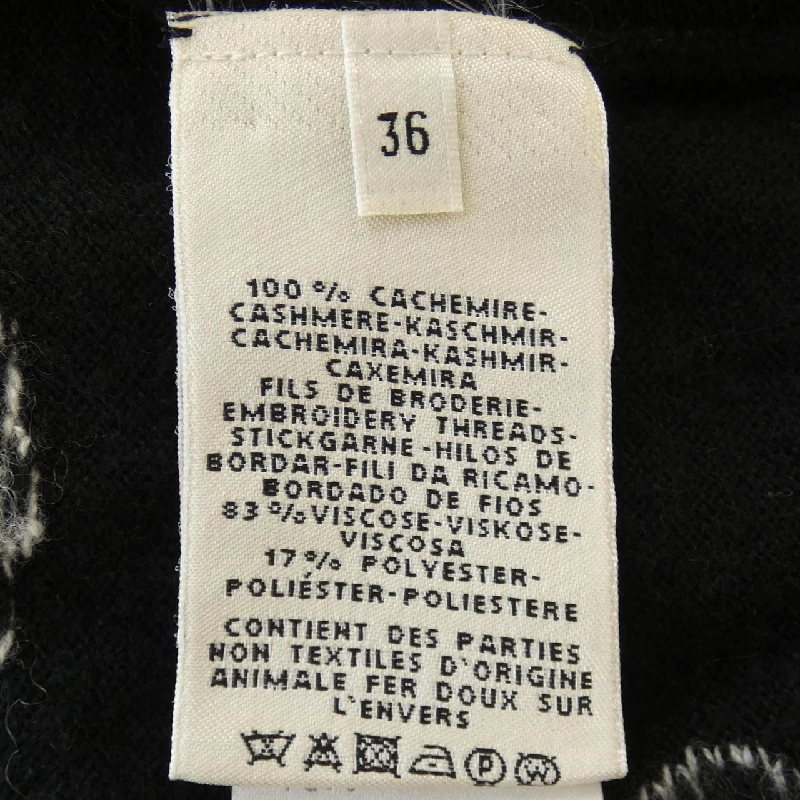 36
100 % CACHEMIRE-
CASHMERE-KASCHMIR-
CACHEMIRA-KASHMIR-
CAXEMIRA
FILS DE BRODERIE-
EMBROIDERY THREADS-
STICKGARNE-HILOS DE
BORDAR-FILI DA RICAMO-
BORDADO DE FIOS
83 %VISCOSE-VISKOSE-
VISCOSA
17 % POLYESTER-
POLIÉSTER-POLIESTERE
CONTIENT DES PARTIES
NON TEXTILES D'ORIGINE
ANIMALE FER DOUX SUR
L'ENVERS
P W